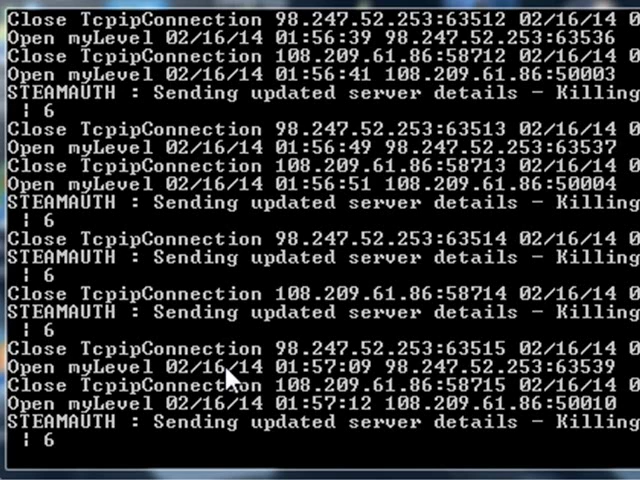 Close TcpipConnection 98.247.52.253:63512 02/16/14 0
Open myLevel 02/16/14 01:56:39 98.247.52.253:63536
Close TcpipConnection 108.209.61.86:58712 02/16/14 0
Open myLevel 02/16/14 01:56:41 108.209.61.86:50003
STEAMAUTH : Sending updated server details - Killing
¦ 6
Close TcpipConnection 98.247.52.253:63513 02/16/14 0
Open myLevel 02/16/14 01:56:49 98.247.52.253:63537
Close TcpipConnection 108.209.61.86:58713 02/16/14 0
Open myLevel 02/16/14 01:56:51 108.209.61.86:50004
STEAMAUTH : Sending updated server details - Killing
¦ 6
Close TcpipConnection 98.247.52.253:63514 02/16/14 0
STEAMAUTH : Sending updated server details - Killing
¦ 6
Close TcpipConnection 108.209.61.86:58714 02/16/14 0
STEAMAUTH : Sending updated server details - Killing
¦ 6
Close TcpipConnection 98.247.52.253:63515 02/16/14 0
Open myLevel 02/16/14 01:57:09 98.247.52.253:63539
Close TcpipConnection 108.209.61.86:58715 02/16/14 0
Open myLevel 02/16/14 01:57:12 108.209.61.86:50010
STEAMAUTH : Sending updated server details - Killing
¦ 6